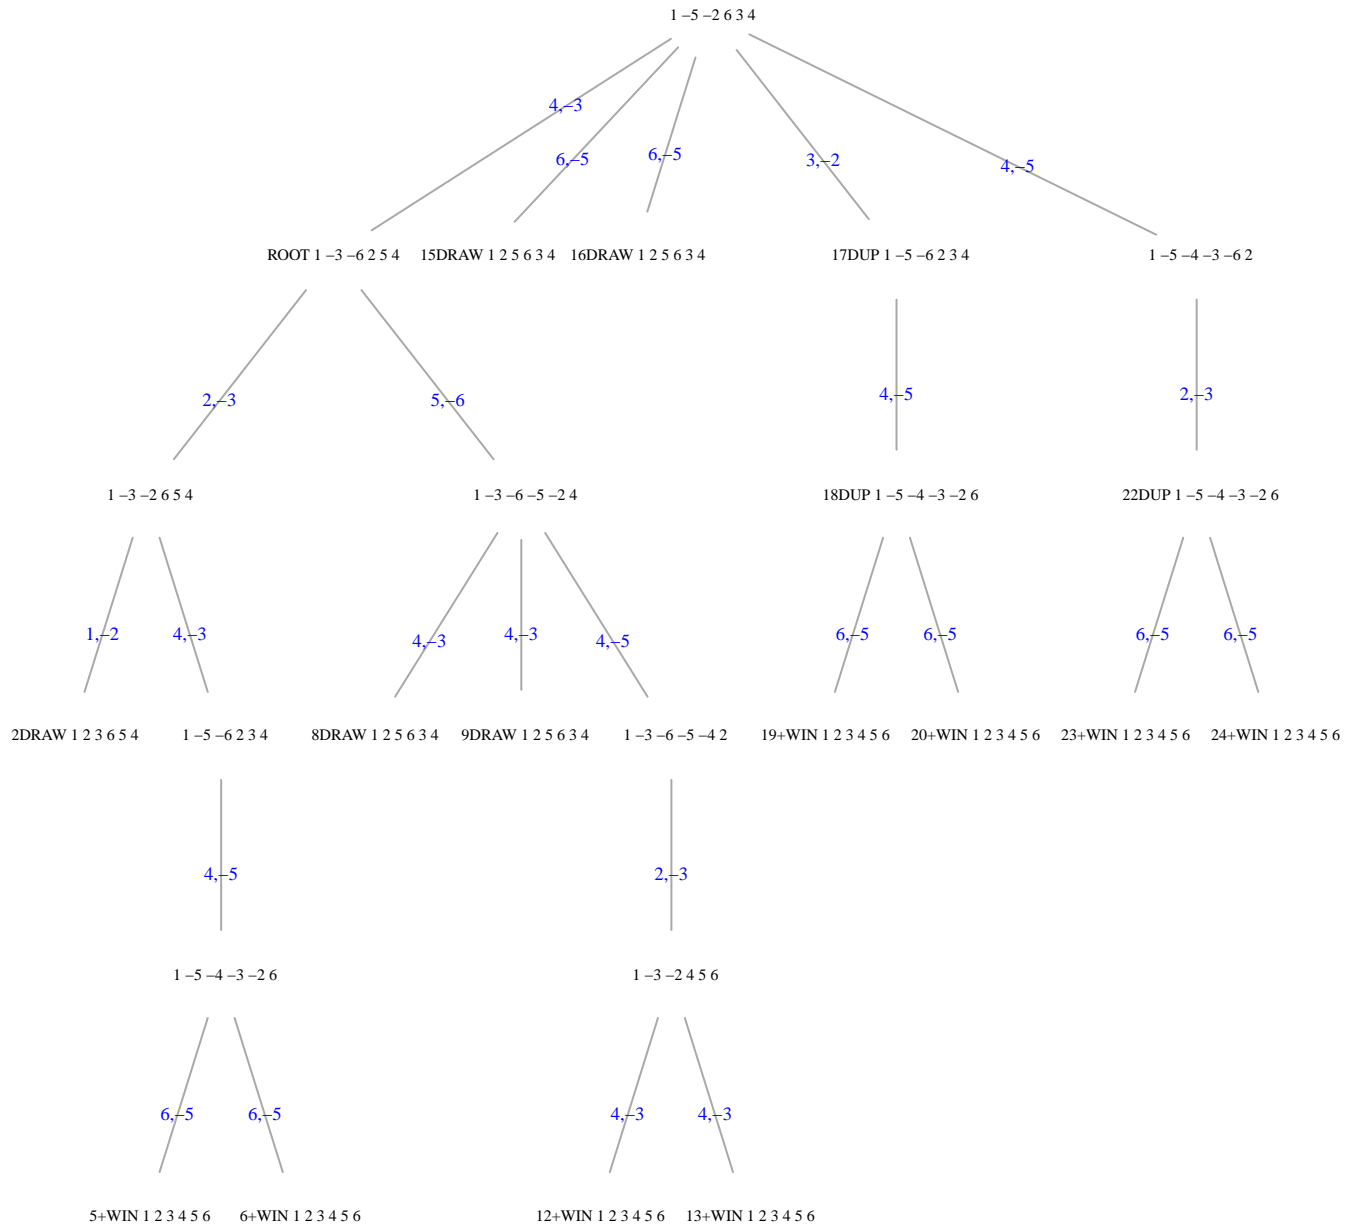 1 –5 –2 6 3 4
4,–3
6,–5
6,–5
3,–2
4,–5
ROOT 1 –3 –6 2 5 4
15DRAW 1 2 5 6 3 4
16DRAW 1 2 5 6 3 4
17DUP 1 –5 –6 2 3 4
1 –5 –4 –3 –6 2
2,–3
5,–6
4,–5
2,–3
1 –3 –2 6 5 4
1 –3 –6 –5 –2 4
18DUP 1 –5 –4 –3 –2 6
22DUP 1 –5 –4 –3 –2 6
1,–2
4,–3
4,–3
4,–3
4,–5
6,–5
6,–5
6,–5
6,–5
2DRAW 1 2 3 6 5 4
1 –5 –6 2 3 4
8DRAW 1 2 5 6 3 4
9DRAW 1 2 5 6 3 4
1 –3 –6 –5 –4 2
19+WIN 1 2 3 4 5 6
20+WIN 1 2 3 4 5 6
23+WIN 1 2 3 4 5 6
24+WIN 1 2 3 4 5 6
4,–5
2,–3
1 –5 –4 –3 –2 6
1 –3 –2 4 5 6
6,–5
6,–5
4,–3
4,–3
5+WIN 1 2 3 4 5 6
6+WIN 1 2 3 4 5 6
12+WIN 1 2 3 4 5 6
13+WIN 1 2 3 4 5 6